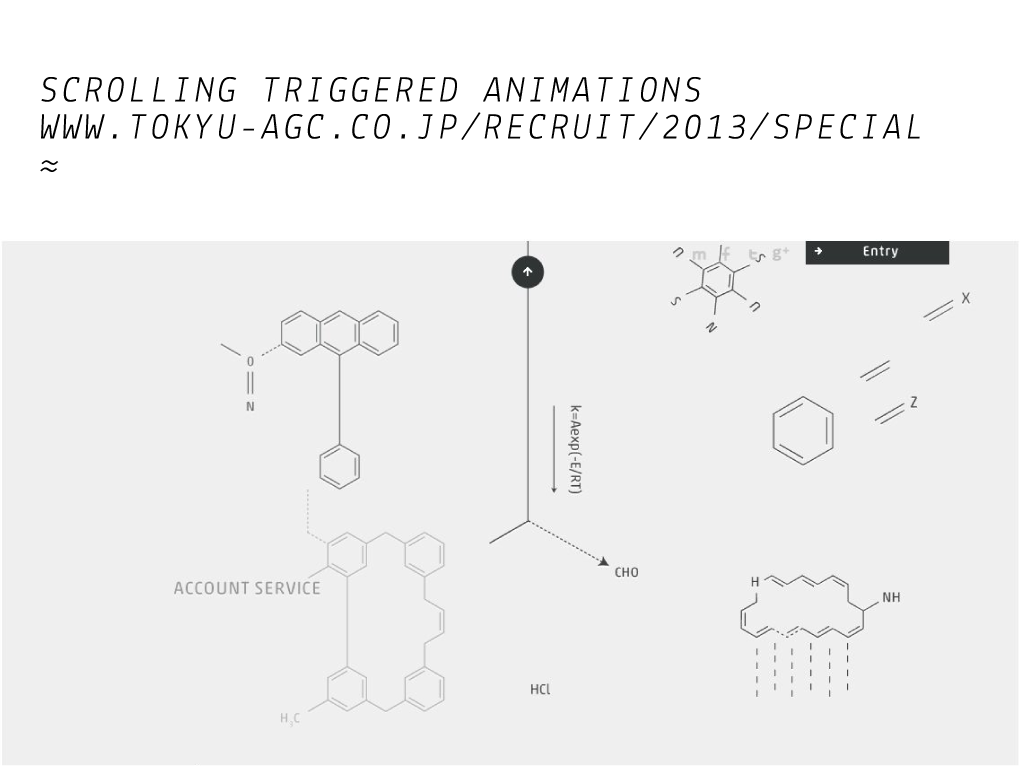 SCROLLING TRIGGERED ANIMATIONS
WWW.TOKYU-AGC.CO.JP/RECRUIT/2013/SPECIAL
≈
m f t g+
→ Entry
n
S
S
n
N
X
O
N
Z
k=Aexp(-E/RT)
CHO
ACCOUNT SERVICE
H
NH
HCl
H₃C